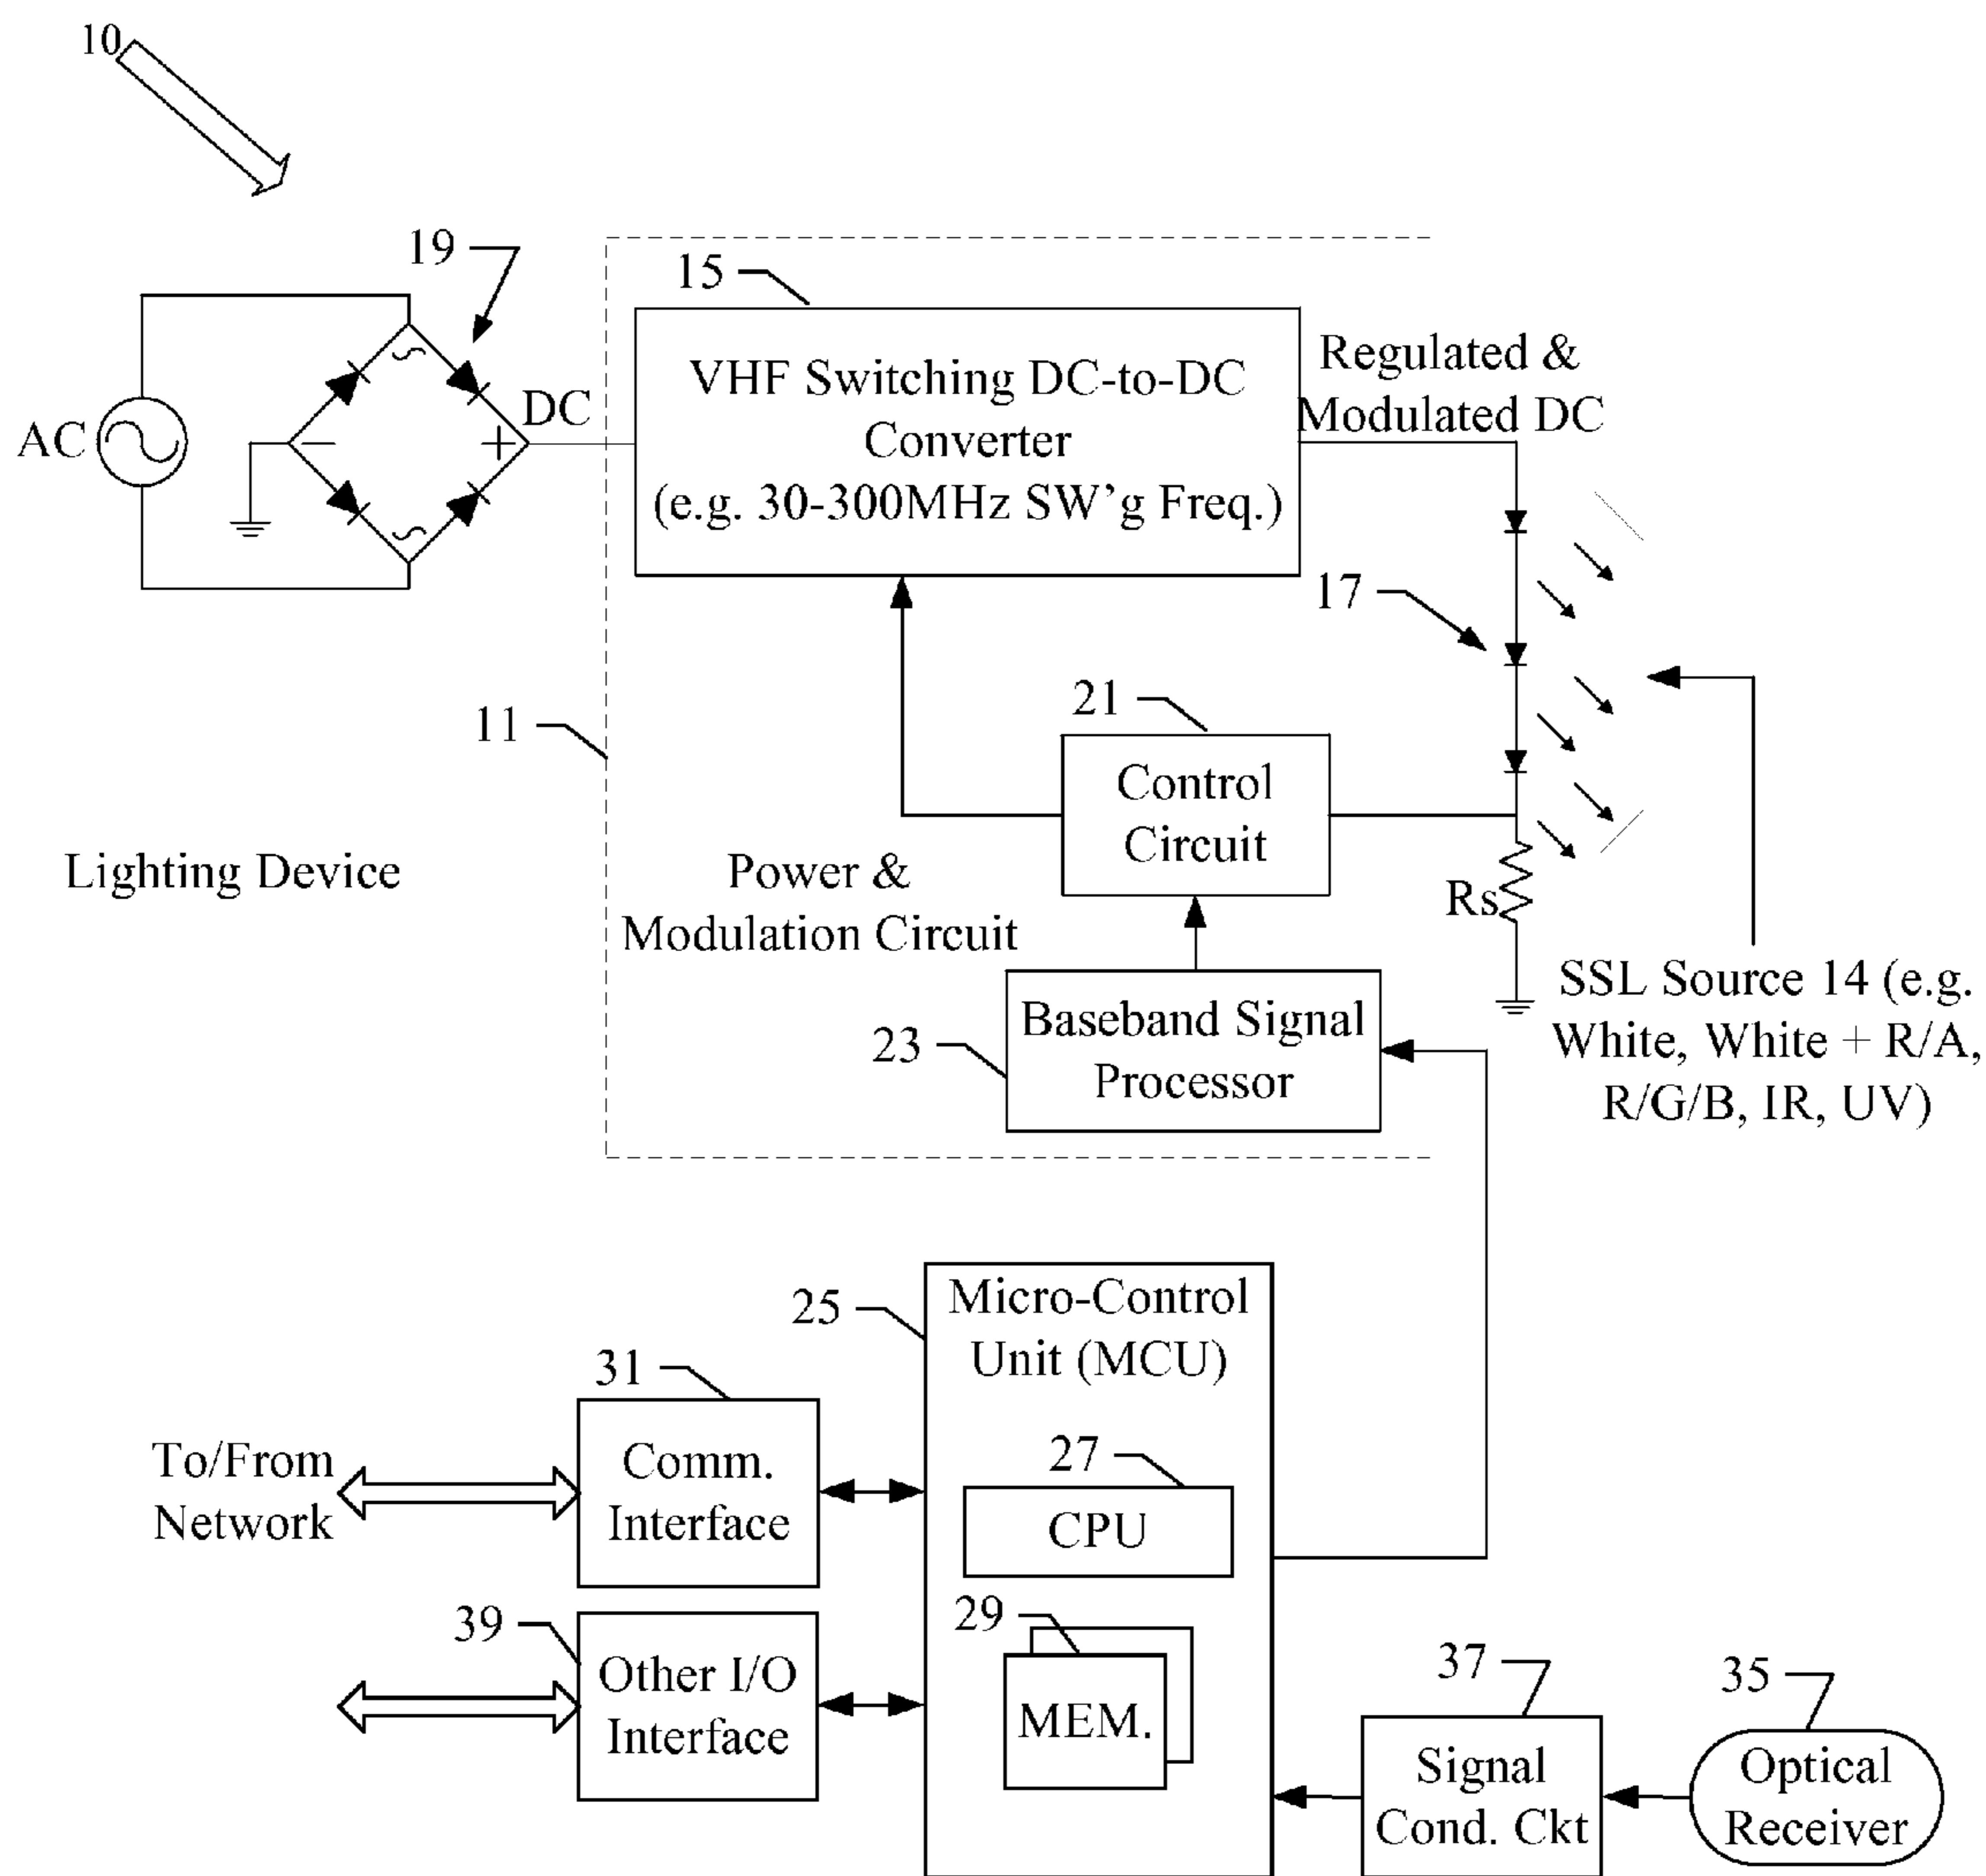 10
19
15
VHF Switching DC-to-DC
Converter
(e.g. 30-300MHz SW'g Freq.)
Regulated &
Modulated DC
AC
DC
17
11
21
Control
Circuit
Lighting Device
Power &
Modulation Circuit
Rs
23
Baseband Signal
Processor
SSL Source 14 (e.g.
White, White + R/A,
R/G/B, IR, UV)
25
Micro-Control
Unit (MCU)
31
To/From
Network
Comm.
Interface
27
CPU
39
Other I/O
Interface
29
MEM.
37
Signal
Cond. Ckt
35
Optical
Receiver